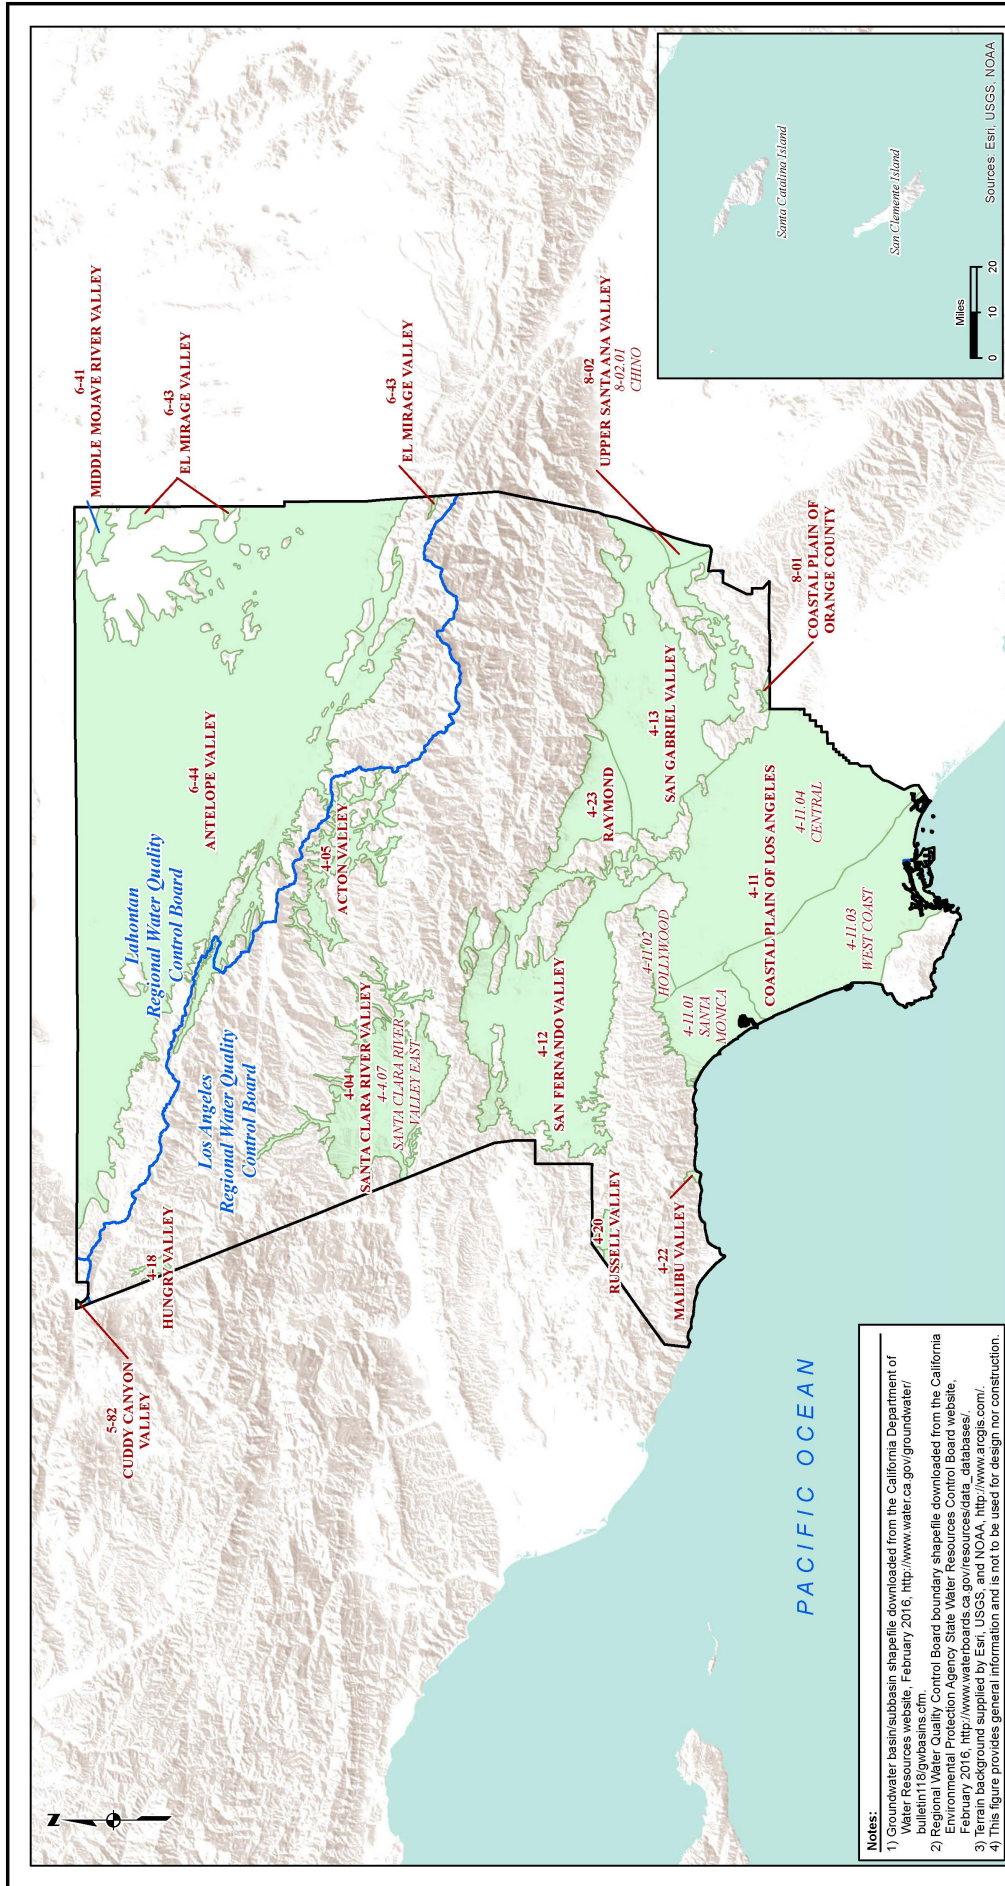 N
6-41
MIDDLE MOJAVE RIVER VALLEY
6-43
EL MIRAGE VALLEY
6-44
ANTELOPE VALLEY
Lahontan
Regional Water Quality
Control Board
Los Angeles
Regional Water Quality
Control Board
5-82
CUDDY CANYON
VALLEY
4-18
HUNGRY VALLEY
4-05
ACTON VALLEY
4-04
SANTA CLARA RIVER VALLEY
4-4.07
SANTA CLARA RIVER
VALLEY EAST
6-43
EL MIRAGE VALLEY
4-12
SAN FERNANDO VALLEY
4-23
RAYMOND
4-13
SAN GABRIEL VALLEY
8-02
UPPER SANTA ANA VALLEY
8-02.01
CHINO
4-20
RUSSELL VALLEY
4-22
MALIBU VALLEY
4-11.02
HOLLYWOOD
4-11.01
SANTA
MONICA
4-11
COASTAL PLAIN OF LOS ANGELES
4-11.04
CENTRAL
4-11.03
WEST COAST
8-01
COASTAL PLAIN OF
ORANGE COUNTY
PACIFIC OCEAN
Santa Catalina Island
San Clemente Island
Miles
0 10 20
Sources: Esri, USGS, NOAA
Notes:
1) Groundwater basin/subbasin shapefile downloaded from the California Department of
Water Resources website, February 2016, http://www.water.ca.gov/groundwater/
bulletin118/gwbasins.cfm.
2) Regional Water Quality Control Board boundary shapefile downloaded from the California
Environmental Protection Agency State Water Resources Control Board website,
February 2016, http://www.waterboards.ca.gov/resources/data_databases/.
3) Terrain background supplied by Esri, USGS, and NOAA, http://www.arcgis.com/.
4) This figure provides general information and is not to be used for design nor construction.